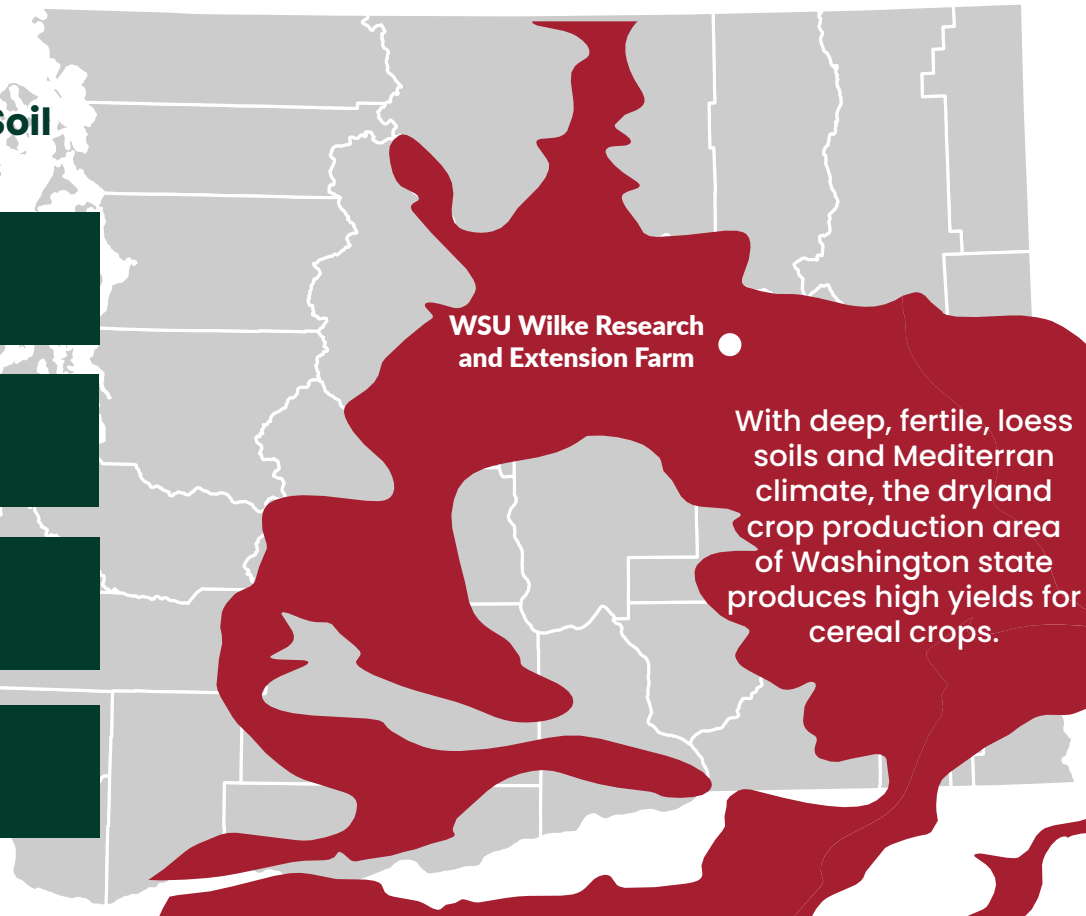 Soil
WSU Wilke Research
and Extension Farm
With deep, fertile, loess
soils and Mediterran
climate, the dryland
crop production area
of Washington state
produces high yields for
cereal crops.